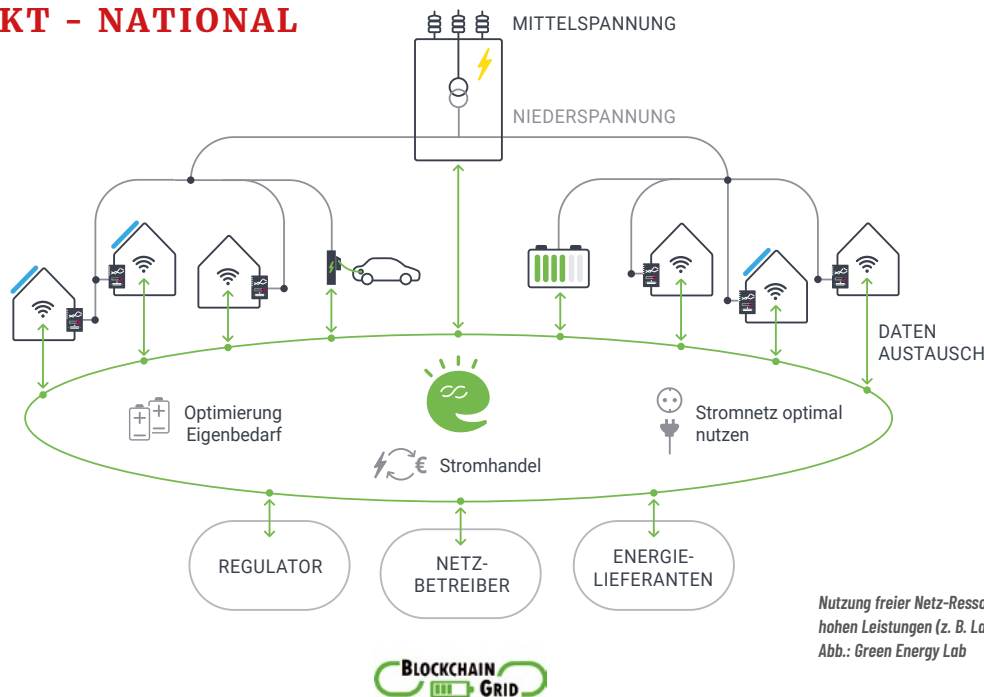 KT – NATIONAL
MITTELSPANNUNG
NIEDERSPANNUNG
DATEN
AUSTAUSCH
Optimierung
Eigenbedarf
€ Stromhandel
Stromnetz optimal
nutzen
REGULATOR
NETZ-
BETREIBER
ENERGIE-
LIEFERANTEN
Nutzung freier Netz-Resso
hohen Leistungen (z. B. La
Abb.: Green Energy Lab
BLOCKCHAIN
GRID